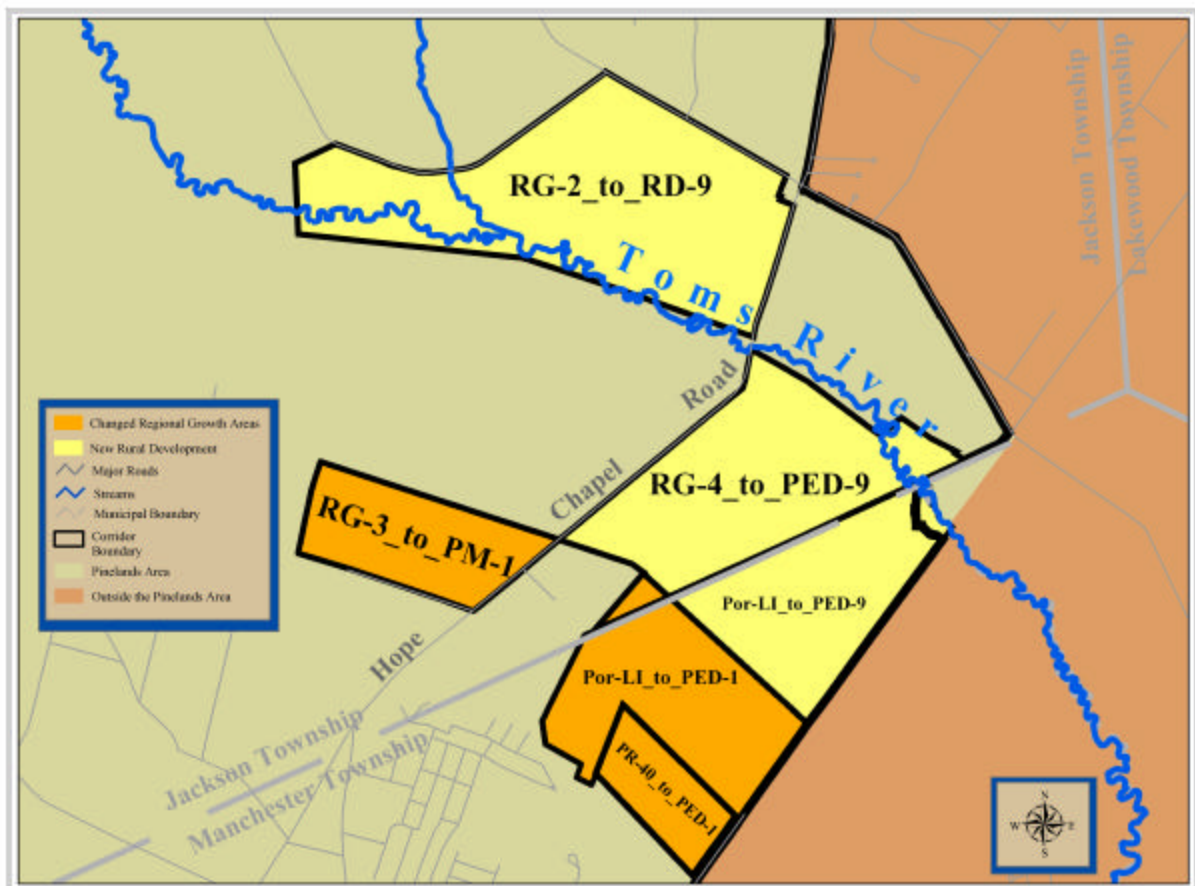 Jackson Township
Lakewood Township
RG-2_to_RD-9
Toms River
Road
Chapel
Hope
RG-4_to_PED-9
RG-3_to_PM-1
Por-LI_to_PED-9
Por-LI_to_PED-1
PR-40_to_PED-1
Jackson Township
Manchester Township
Changed Regional Growth Areas
New Rural Development
Major Roads
Streams
Municipal Boundary
Corridor
Boundary
Pinelands Area
Outside the Pinelands Area
N
W E
S